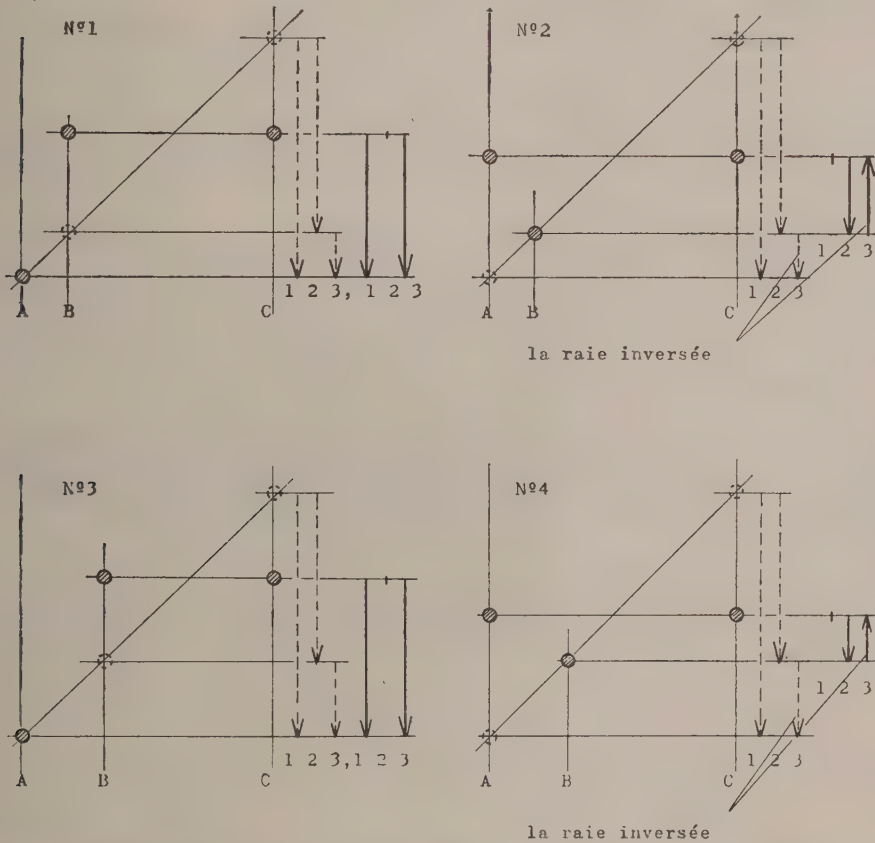 Nº1
Nº2
1 2 3, 1 2 3
1 2 3
1 2 3
A B C
A B C
la raie inversée
Nº3
Nº4
1 2 3, 1 2 3
1 2 3
1 2 3
A B C
A B C
la raie inversée